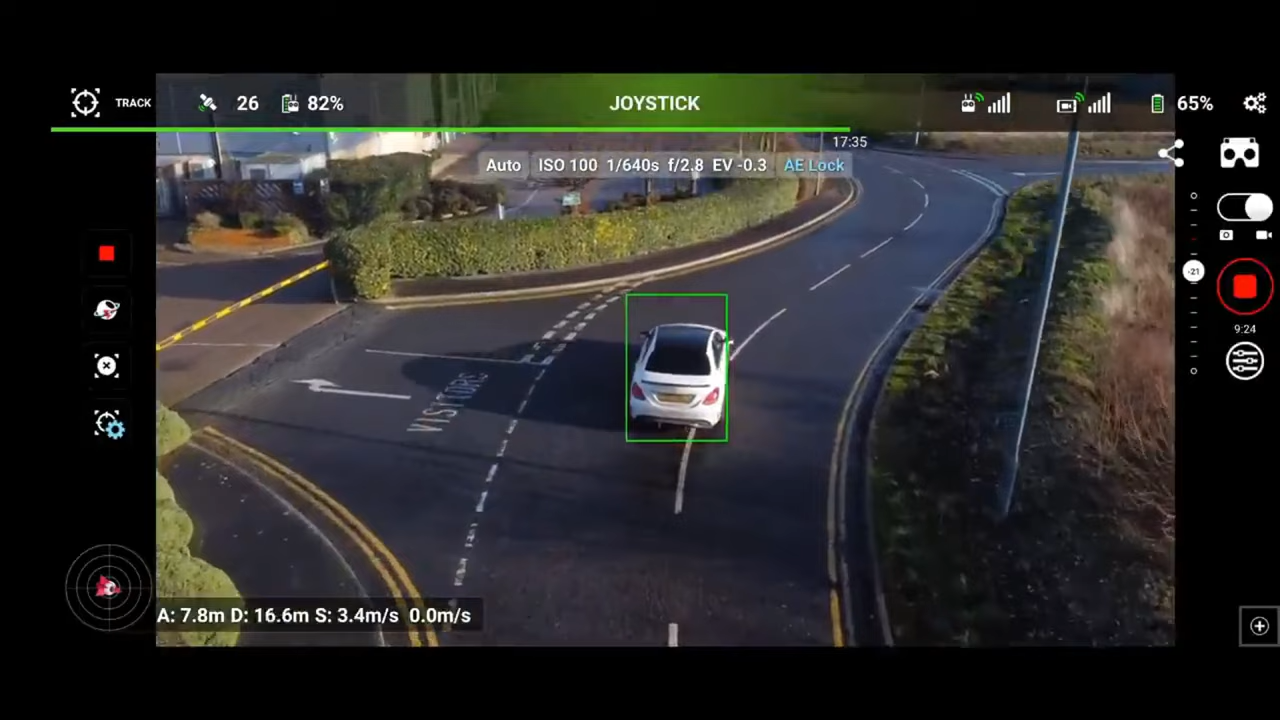 TRACK
26
82%
JOYSTICK
65%
17:35
Auto ISO 100 1/640s f/2.8 EV -0.3 AE Lock
-21
9:24
VISITORS
A: 7.8m D: 16.6m S: 3.4m/s 0.0m/s